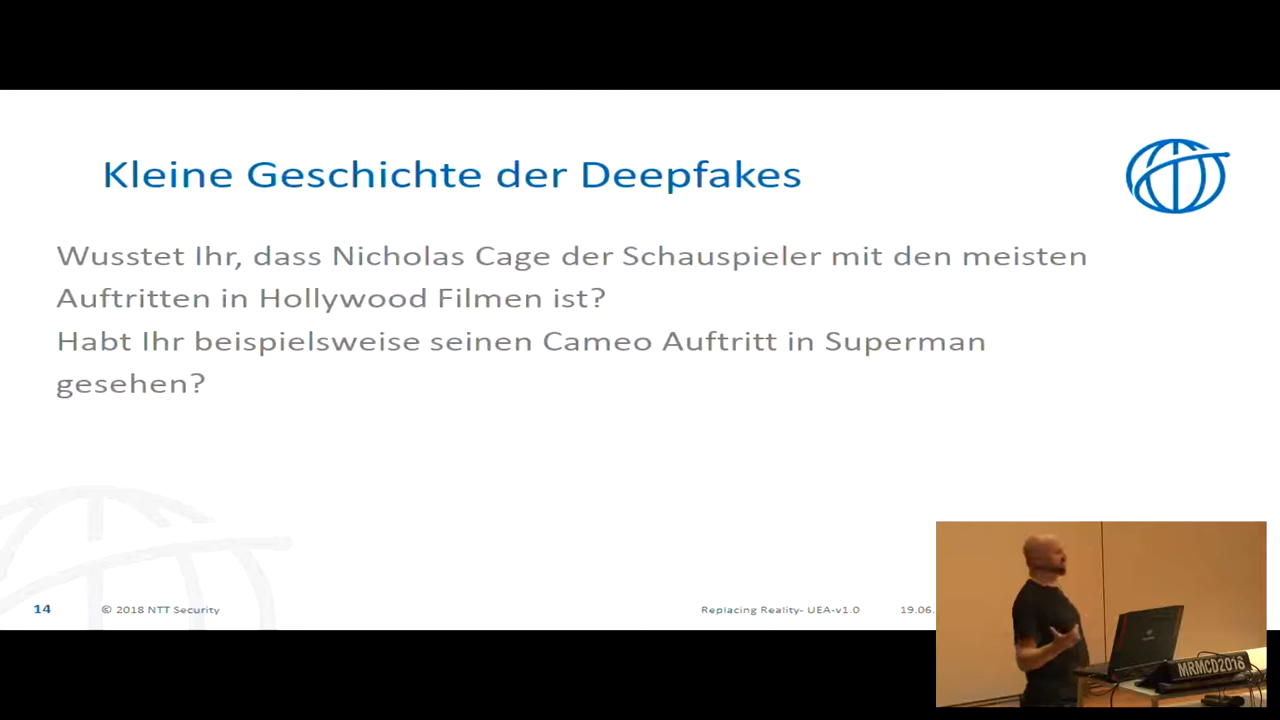 Kleine Geschichte der Deepfakes
Wusstet Ihr, dass Nicholas Cage der Schauspieler mit den meisten
Auftritten in Hollywood Filmen ist?
Habt Ihr beispielsweise seinen Cameo Auftritt in Superman
gesehen?
14
© 2018 NTT Security
Replacing Reality- UEA-v1.0
19.06.
MRMCD2018